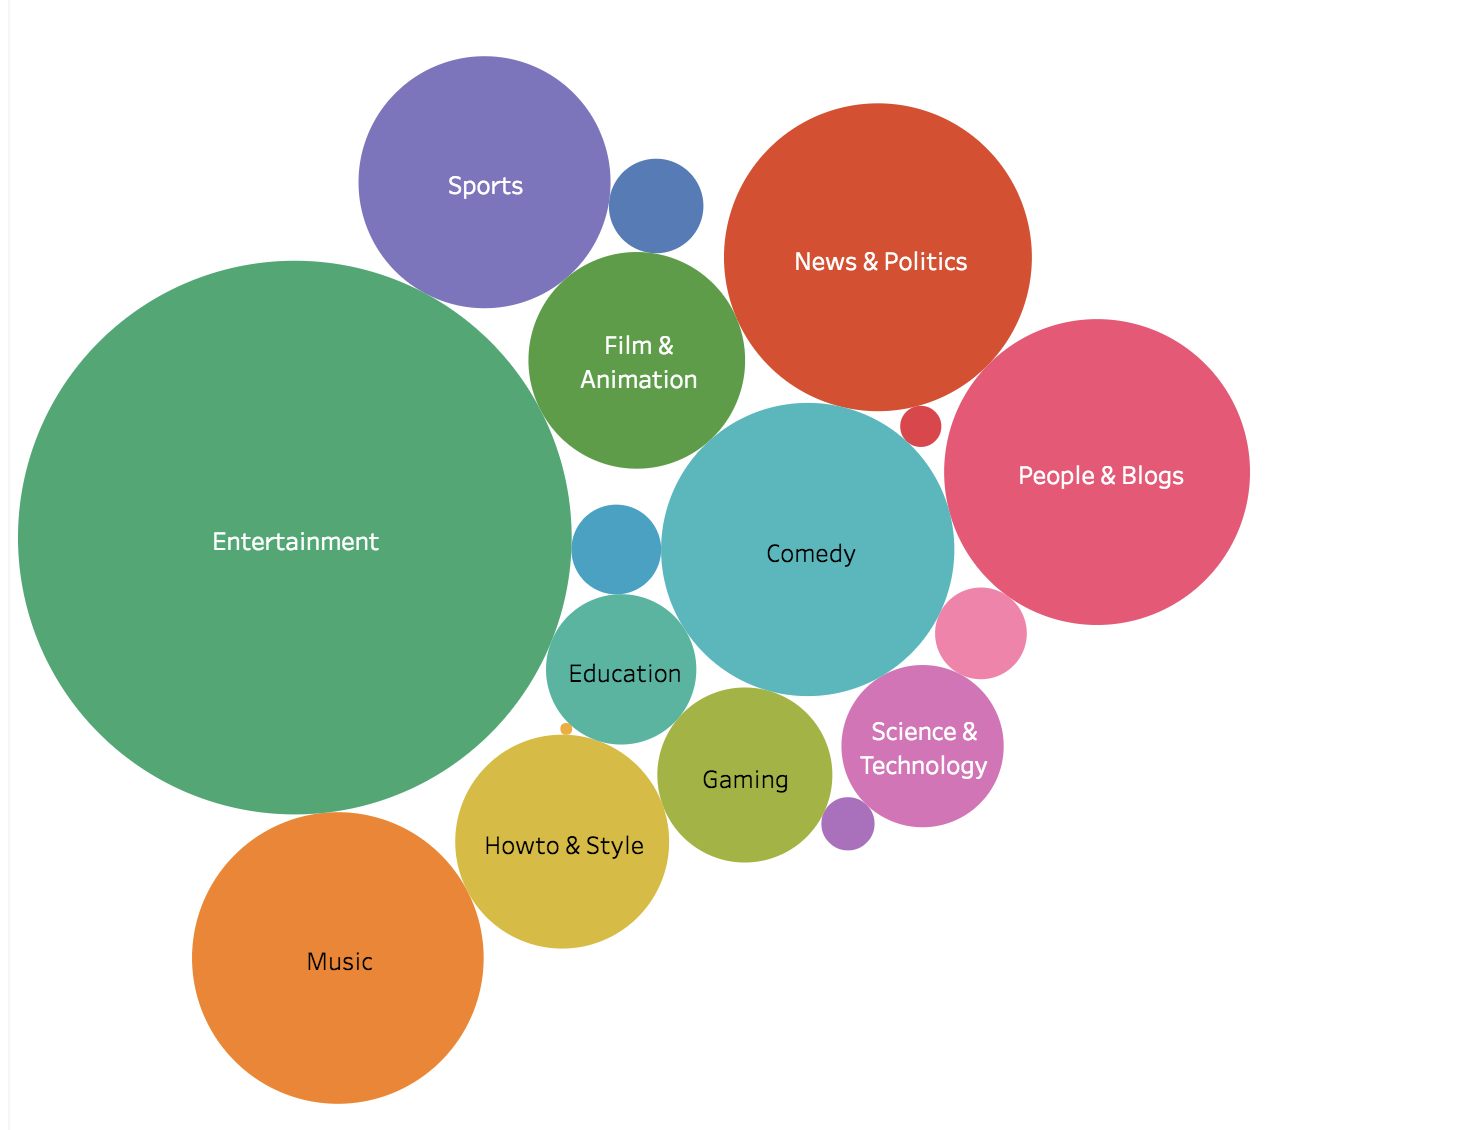 Sports
News & Politics
Film &
Animation
People & Blogs
Entertainment
Comedy
Education
Science &
Technology
Gaming
Howto & Style
Music